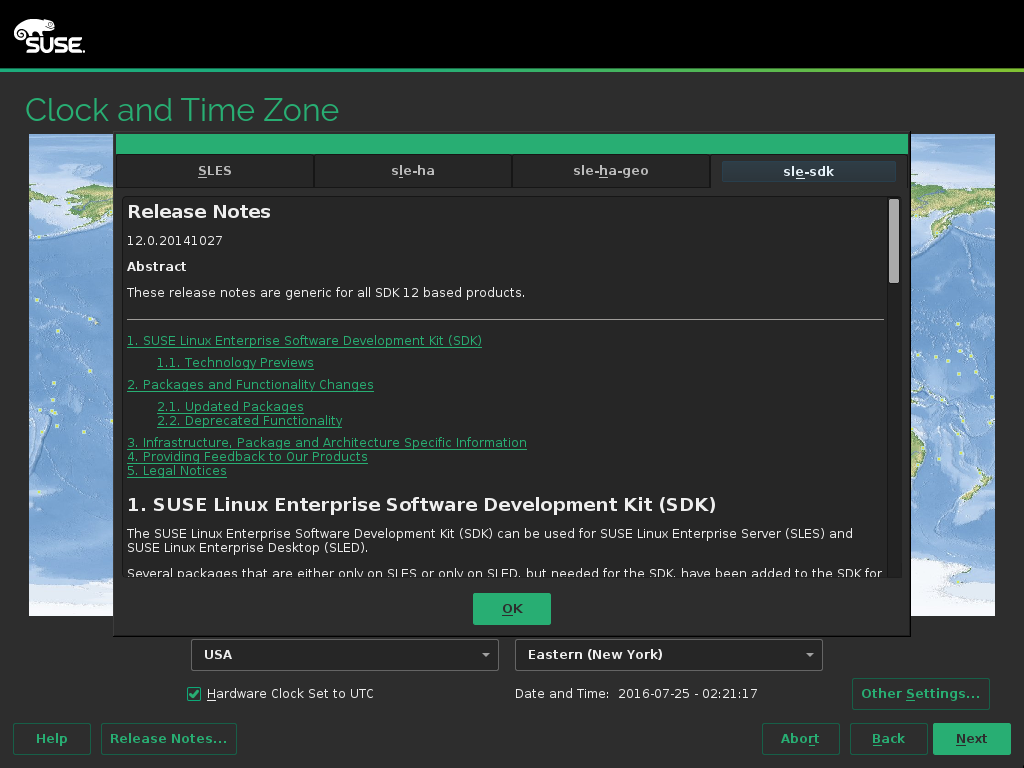 SUSE.
Clock and Time Zone
SLES
sle-ha
sle-ha-geo
sle-sdk
Release Notes
12.0.20141027
Abstract
These release notes are generic for all SDK 12 based products.
1. SUSE Linux Enterprise Software Development Kit (SDK)
1.1. Technology Previews
2. Packages and Functionality Changes
2.1. Updated Packages
2.2. Deprecated Functionality
3. Infrastructure, Package and Architecture Specific Information
4. Providing Feedback to Our Products
5. Legal Notices
1. SUSE Linux Enterprise Software Development Kit (SDK)
The SUSE Linux Enterprise Software Development Kit (SDK) can be used for SUSE Linux Enterprise Server (SLES) and
SUSE Linux Enterprise Desktop (SLED).
Several packages that are either only on SLES or only on SLED, but needed for the SDK, have been added to the SDK for
OK
USA
Eastern (New York)
Hardware Clock Set to UTC
Date and Time: 2016-07-25 - 02:21:17
Other Settings...
Help
Release Notes...
Abort
Back
Next